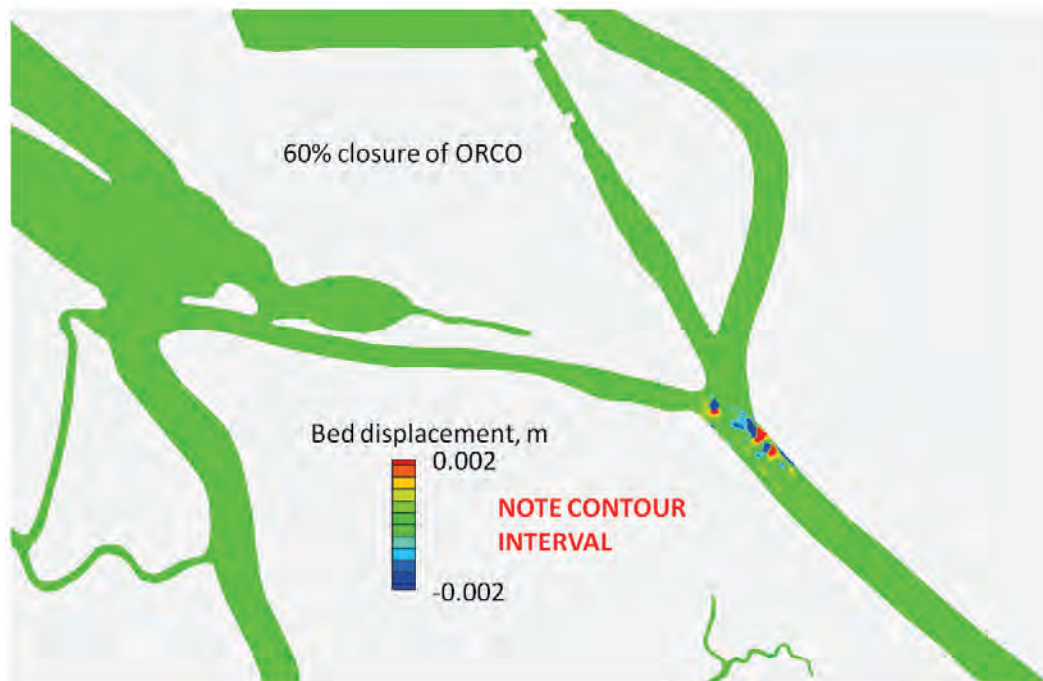 60% closure of ORCO
Bed displacement, m
0.002
NOTE CONTOUR
INTERVAL
-0.002